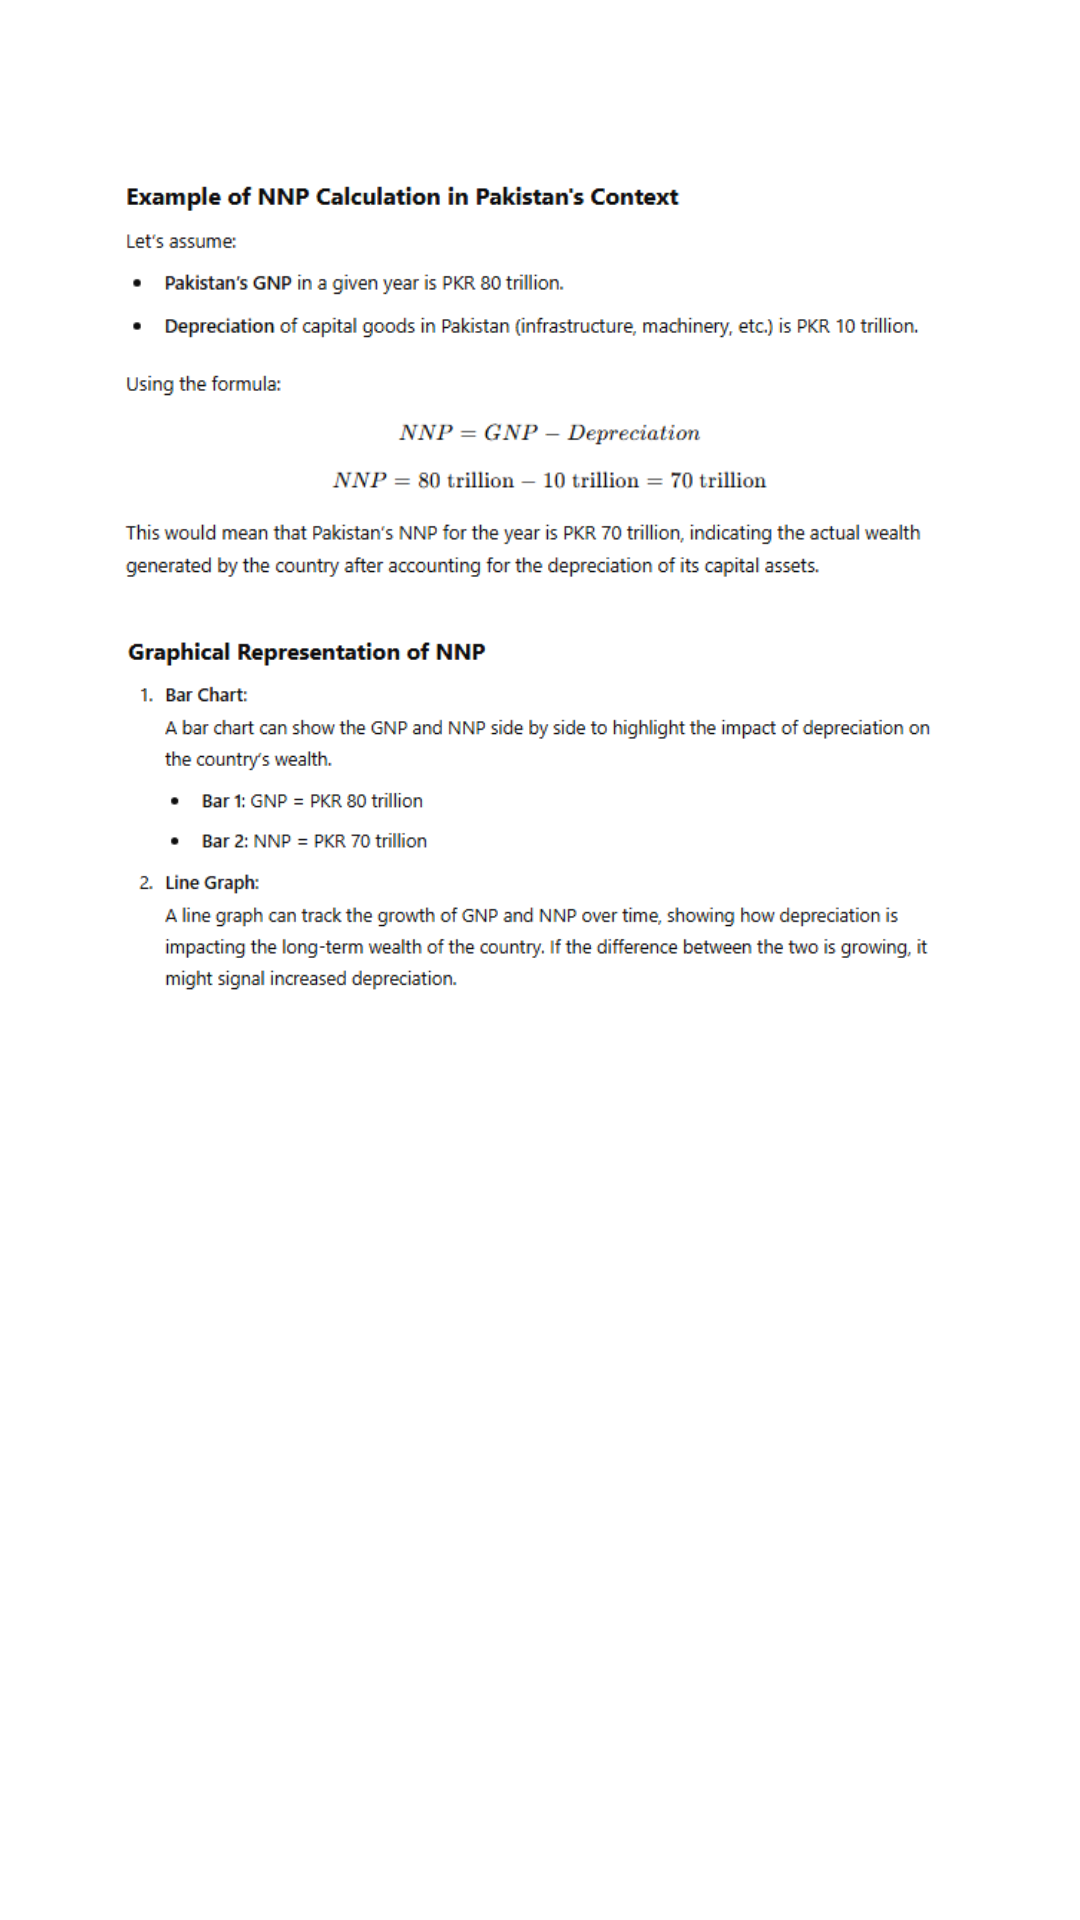 Example of NNP Calculation in Pakistan's Context
Let's assume:
• Pakistan's GNP in a given year is PKR 80 trillion.
• Depreciation of capital goods in Pakistan (infrastructure, machinery, etc.) is PKR 10 trillion.
Using the formula:
NNP = GNP − Depreciation
NNP = 80 trillion − 10 trillion = 70 trillion
This would mean that Pakistan's NNP for the year is PKR 70 trillion, indicating the actual wealth
generated by the country after accounting for the depreciation of its capital assets.
Graphical Representation of NNP
1. Bar Chart:
A bar chart can show the GNP and NNP side by side to highlight the impact of depreciation on
the country's wealth.
• Bar 1: GNP = PKR 80 trillion
• Bar 2: NNP = PKR 70 trillion
2. Line Graph:
A line graph can track the growth of GNP and NNP over time, showing how depreciation is
impacting the long-term wealth of the country. If the difference between the two is growing, it
might signal increased depreciation.